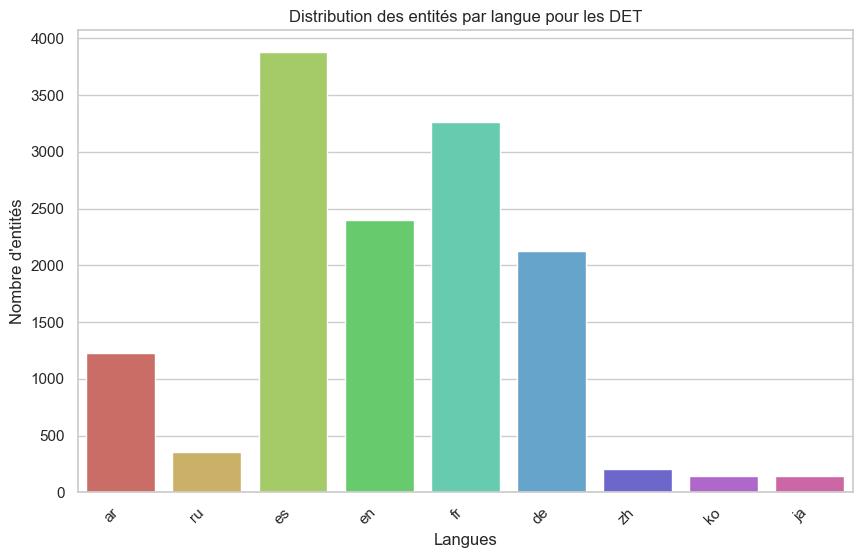 Distribution des entités par langue pour les DET
Nombre d'entités
4000
3500
3000
2500
2000
1500
1000
500
0
ar
ru
es
en
fr
de
zh
ko
ja
Langues